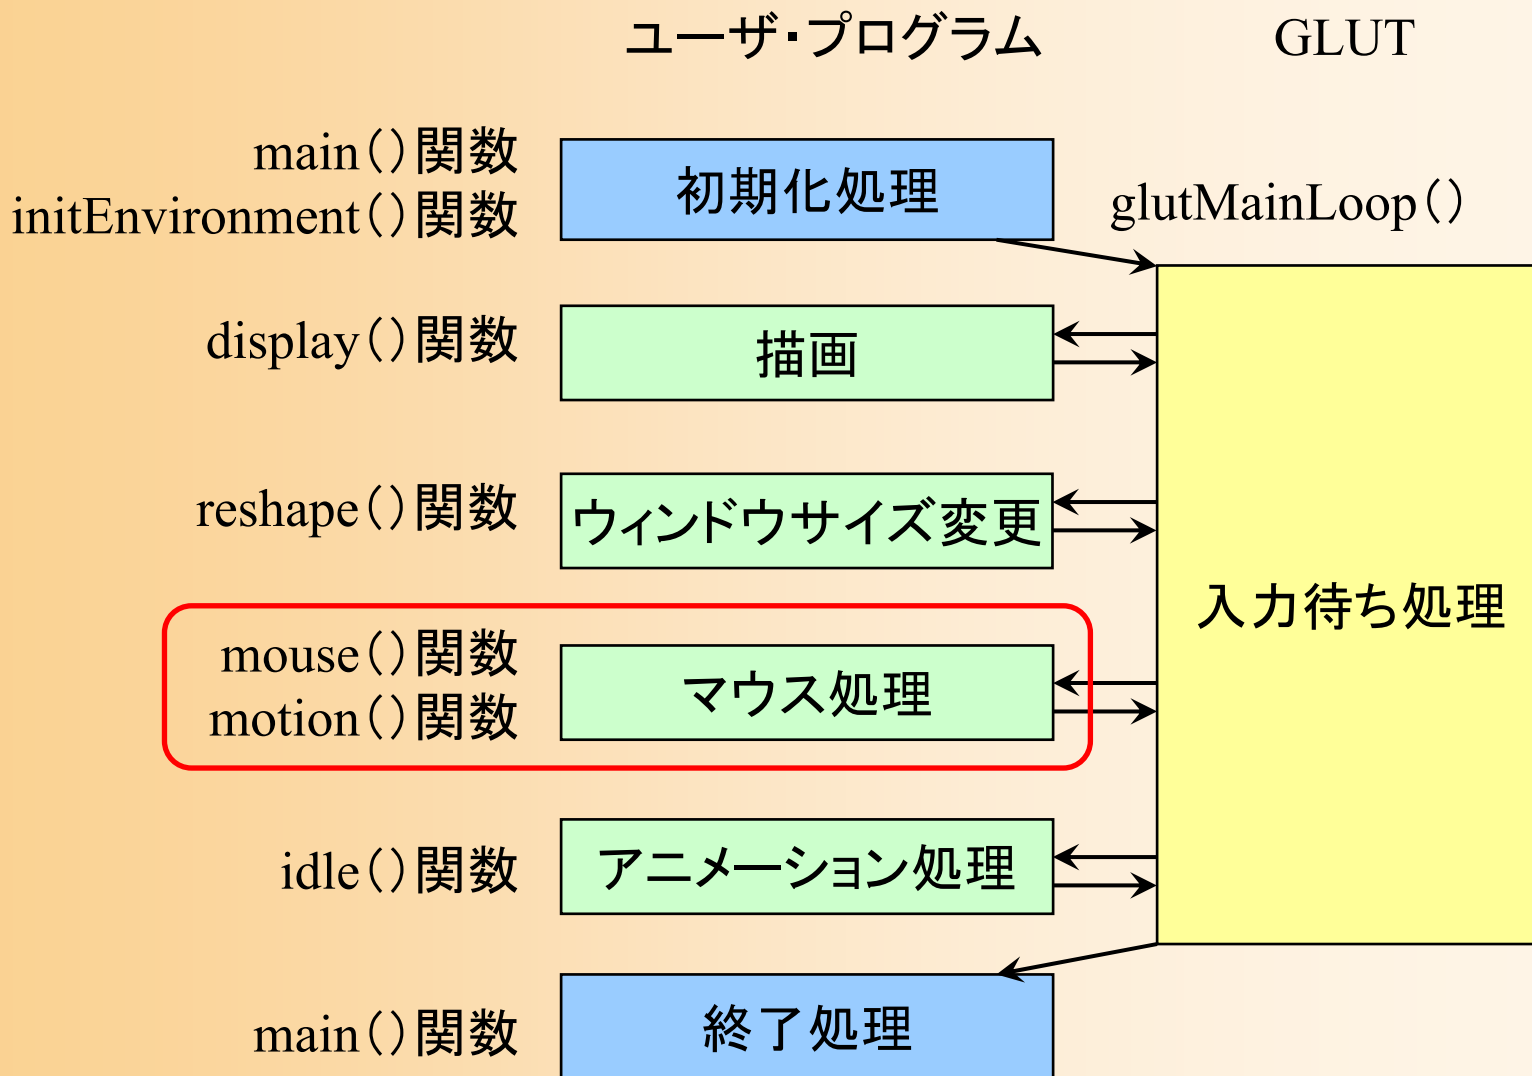 ユーザ・プログラム
GLUT
main()関数
initEnvironment()関数
初期化処理
glutMainLoop()
display()関数
描画
reshape()関数
ウィンドウサイズ変更
入力待ち処理
mouse()関数
motion()関数
マウス処理
idle()関数
アニメーション処理
main()関数
終了処理